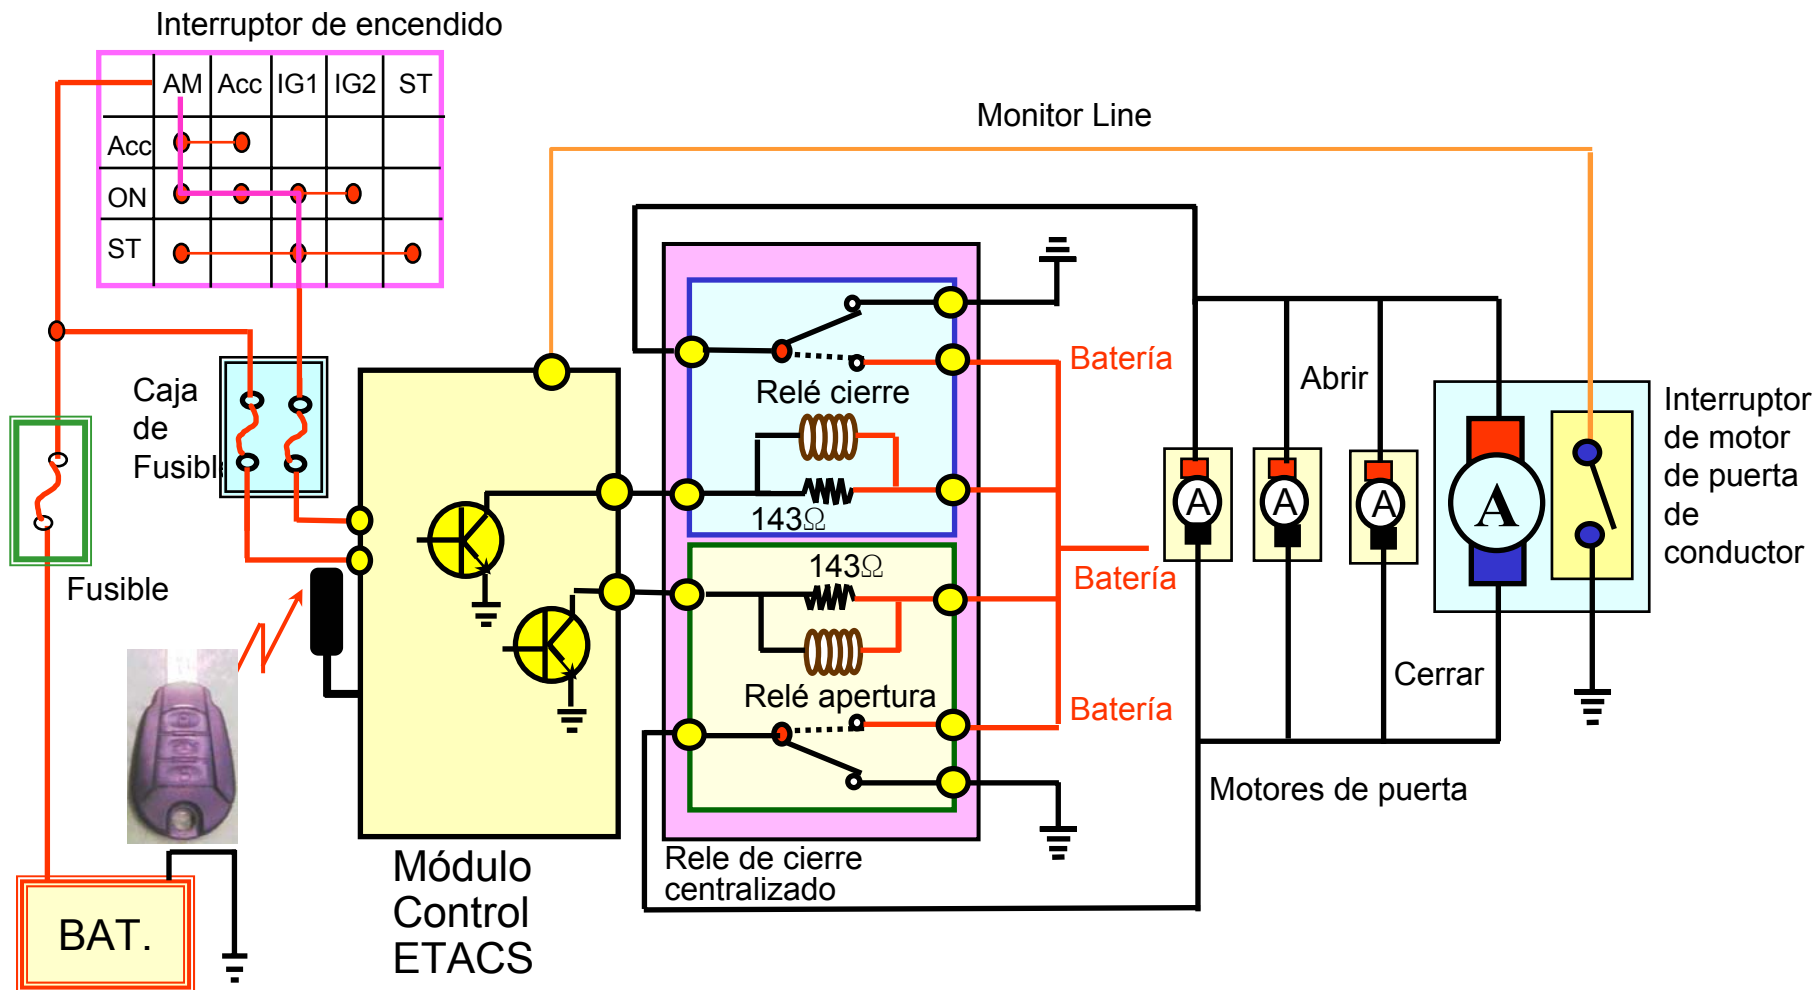 Interruptor de encendido
AM Acc IG1 IG2 ST
Acc
ON
ST
Monitor Line
Caja
de
Fusibl
Fusible
BAT.
Módulo
Control
ETACS
Relé cierre
143Ω
143Ω
Relé apertura
Rele de cierre
centralizado
Batería
Batería
Batería
Abrir
A
A
A
A
Cerrar
Motores de puerta
Interruptor
de motor
de puerta
de
conductor